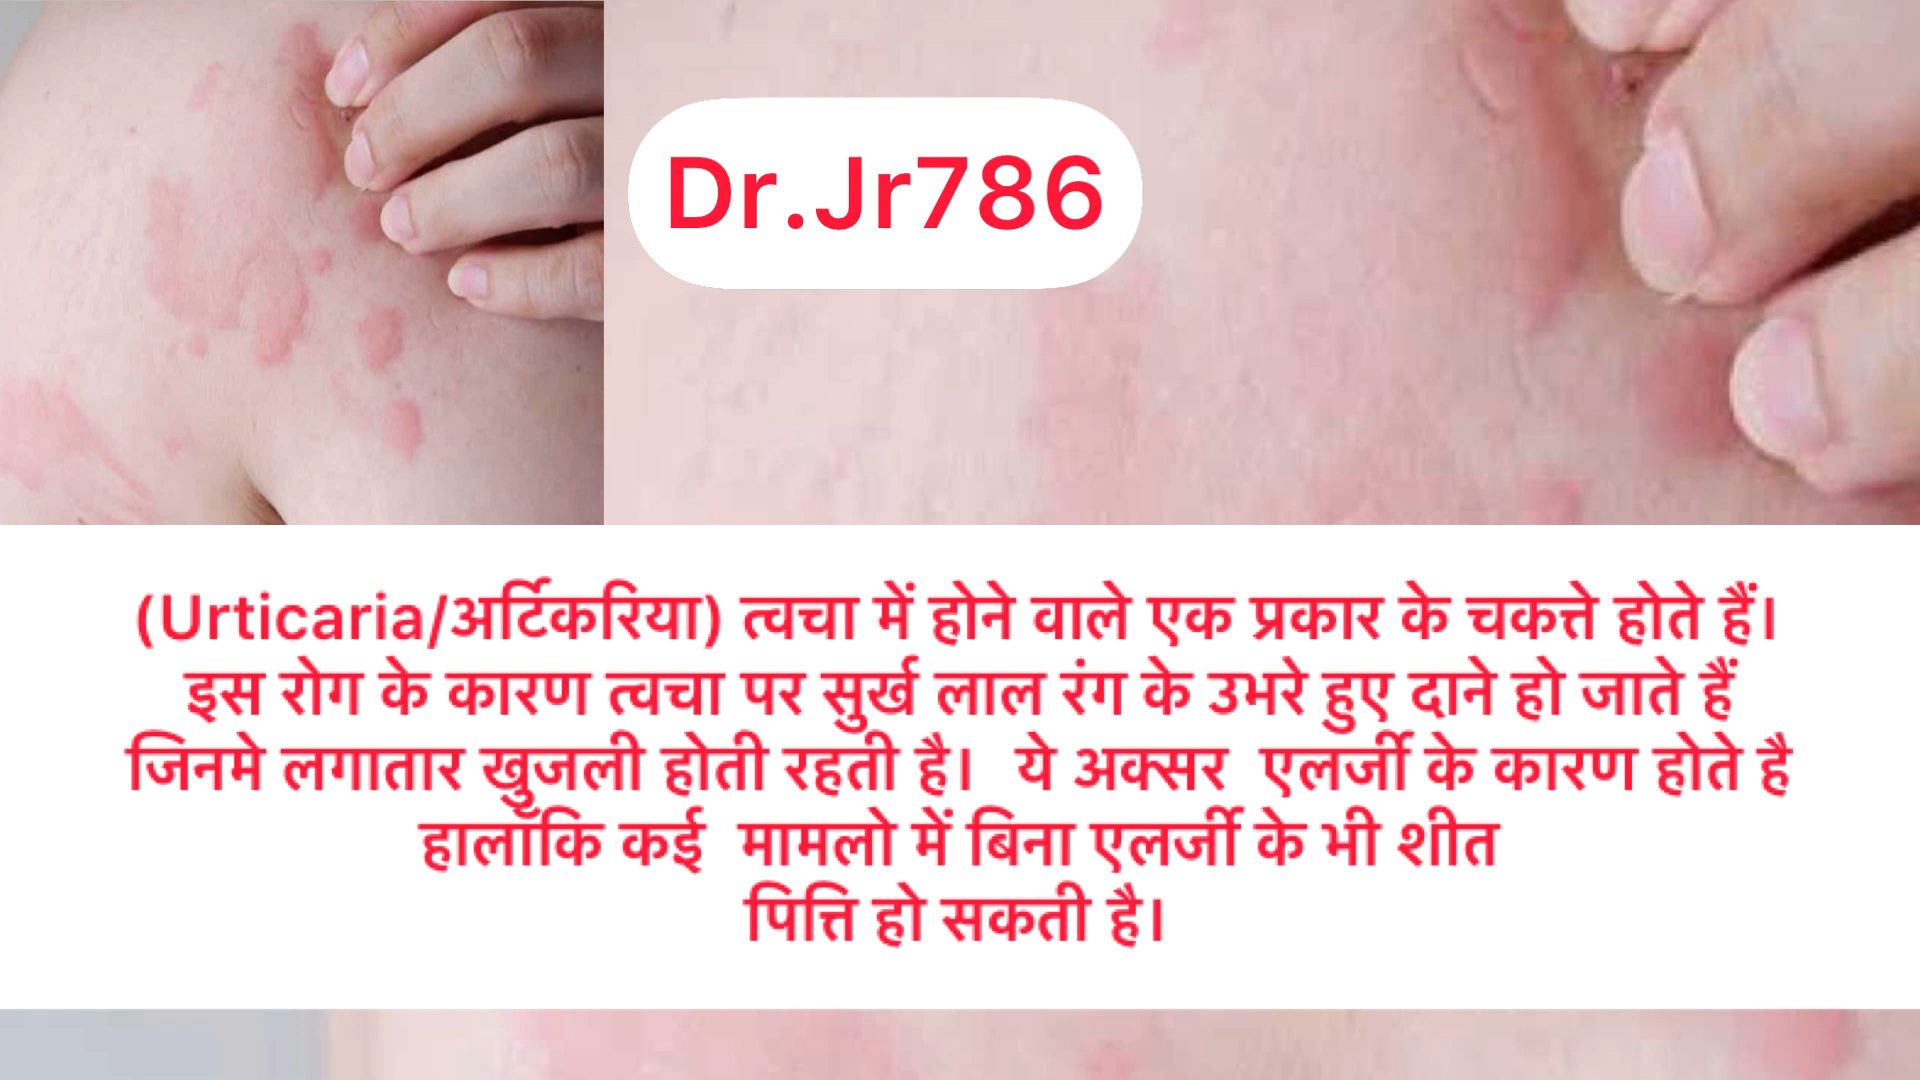 Dr.Jr786
(Urticaria/अर्टिकरिया) त्वचा में होने वाले एक प्रकार के चकत्ते होते हैं।
इस रोग के कारण त्वचा पर सुर्ख लाल रंग के उभरे हुए दाने हो जाते हैं
जिनमे लगातार खुजली होती रहती है। ये अक्सर एलर्जी के कारण होते है
हालाँकि कई मामलो में बिना एलर्जी के भी शीत
पित्ति हो सकती है।